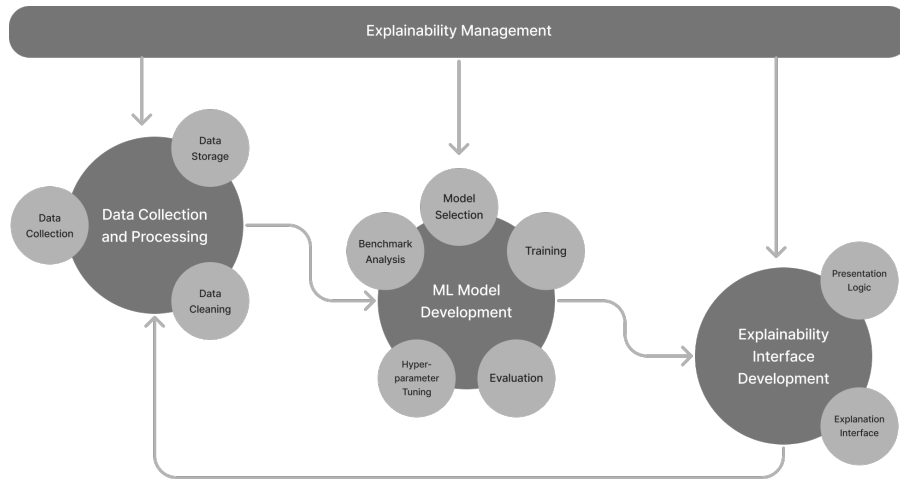 Explainability Management
Data
Storage
Data
Collection
Data Collection
and Processing
Data
Cleaning
Model
Selection
Benchmark
Analysis
Training
ML Model
Development
Hyper-
parameter
Tuning
Evaluation
Presentation
Logic
Explainability
Interface
Development
Explanation
Interface